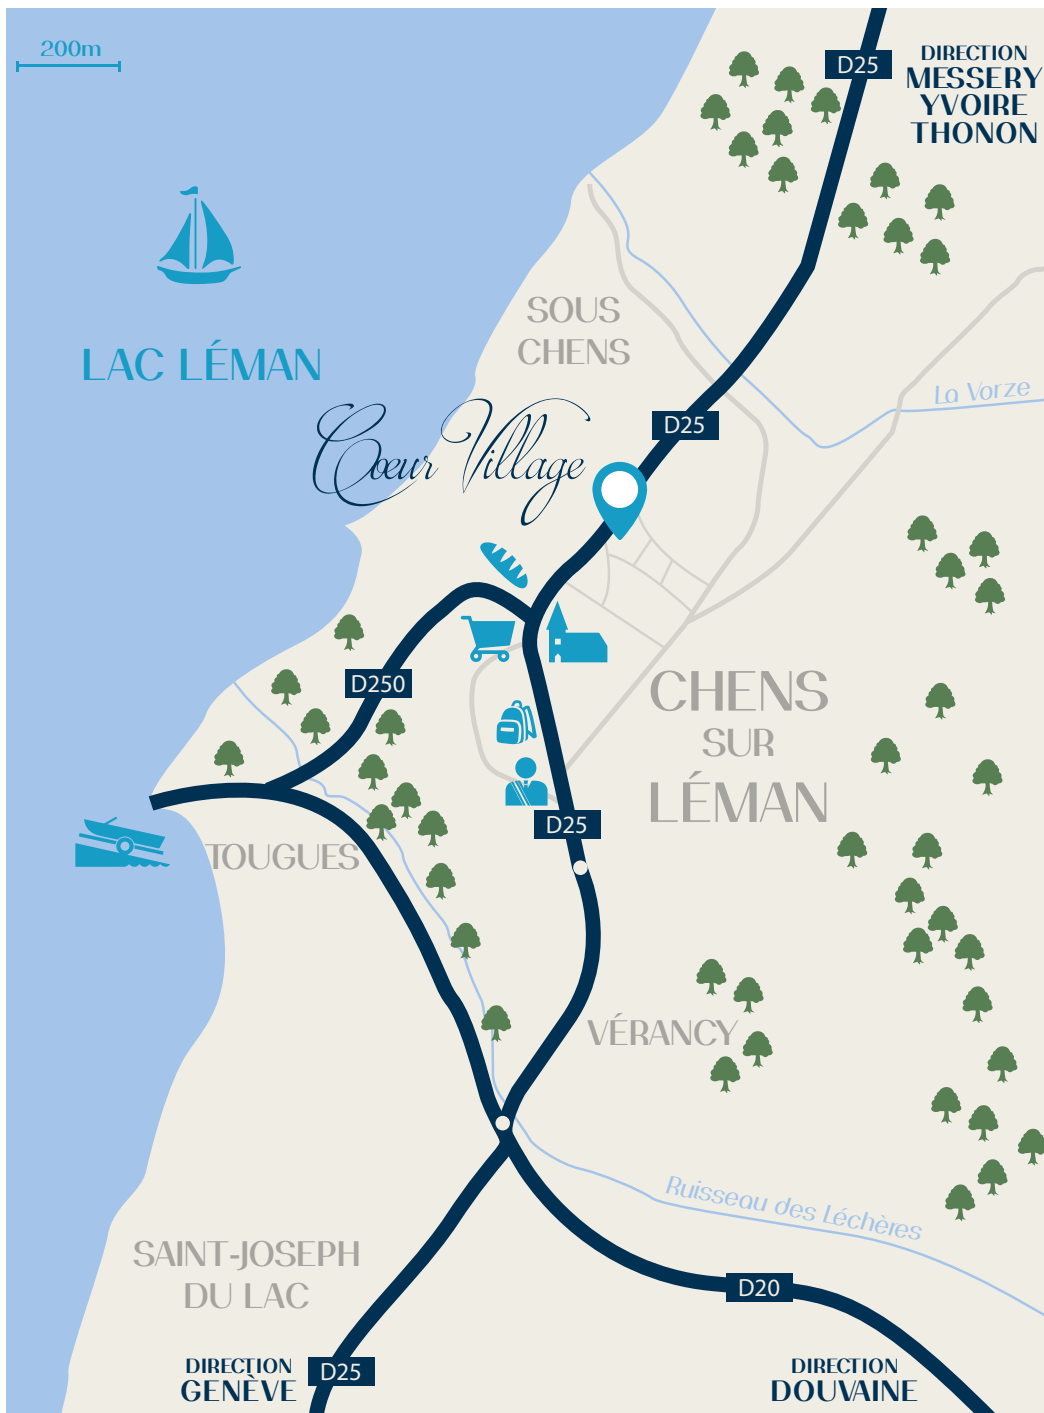 200m
D25
DIRECTION
MESSERY
YVOIRE
THONON
SOUS
CHENS
LAC LÉMAN
La Vorze
Cœur Village
D25
D250
CHENS
SUR
LÉMAN
D25
TOUGUES
VÉRANCY
Ruisseau des Léchères
SAINT-JOSEPH
DU LAC
D20
DIRECTION
GENÈVE
D25
DIRECTION
DOUVAINE